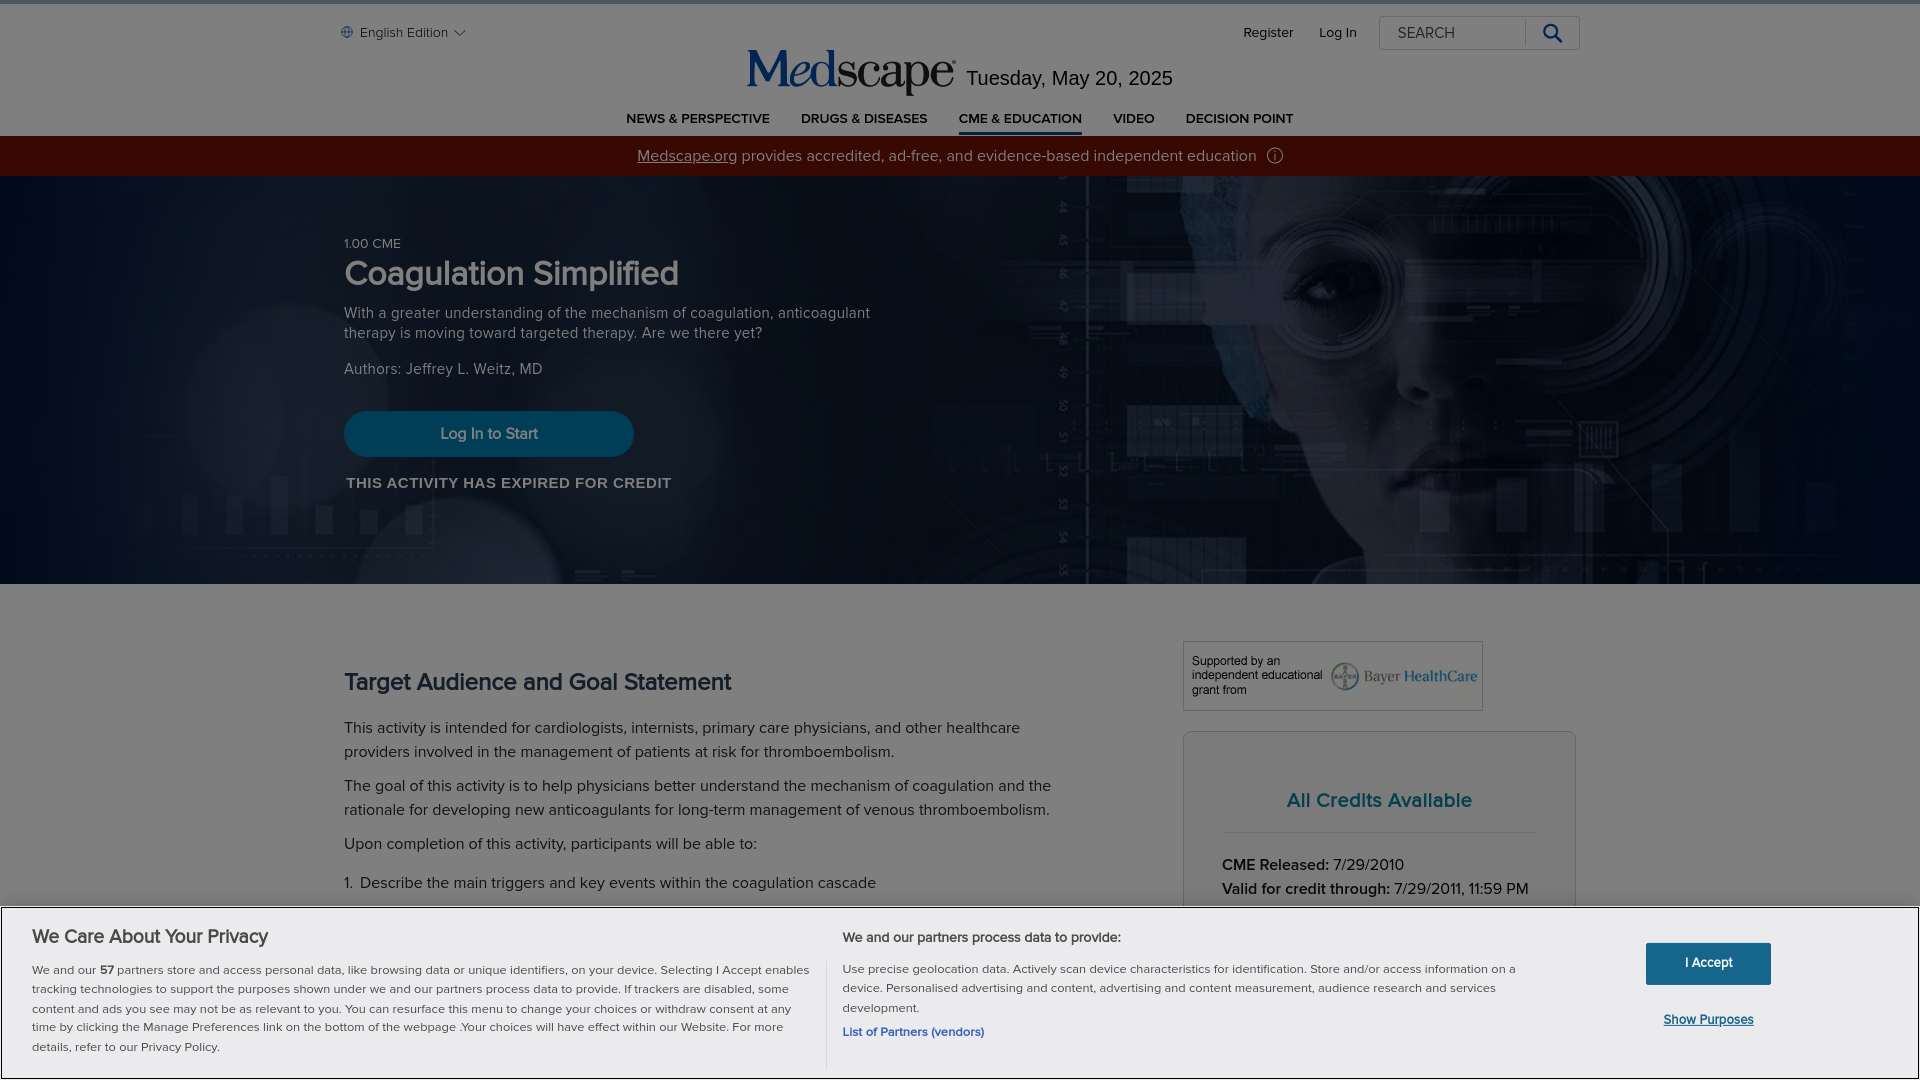 English Edition
Register
Log In
SEARCH
Medscape
Tuesday, May 20, 2025
NEWS & PERSPECTIVE
DRUGS & DISEASES
CME & EDUCATION
VIDEO
DECISION POINT
Medscape.org provides accredited, ad-free, and evidence-based independent education
1.00 CME
Coagulation Simplified
With a greater understanding of the mechanism of coagulation, anticoagulant
therapy is moving toward targeted therapy. Are we there yet?
Authors: Jeffrey L. Weitz, MD
Log In to Start
THIS ACTIVITY HAS EXPIRED FOR CREDIT
44
45
46
47
48
49
50
51
52
53
54
55
Target Audience and Goal Statement
This activity is intended for cardiologists, internists, primary care physicians, and other healthcare
providers involved in the management of patients at risk for thromboembolism.
The goal of this activity is to help physicians better understand the mechanism of coagulation and the
rationale for developing new anticoagulants for long-term management of venous thromboembolism.
Upon completion of this activity, participants will be able to:
1. Describe the main triggers and key events within the coagulation cascade
Supported by an
independent educational
grant from
Bayer HealthCare
All Credits Available
CME Released: 7/29/2010
Valid for credit through: 7/29/2011, 11:59 PM
We Care About Your Privacy
We and our 57 partners store and access personal data, like browsing data or unique identifiers, on your device. Selecting I Accept enables
tracking technologies to support the purposes shown under we and our partners process data to provide. If trackers are disabled, some
content and ads you see may not be as relevant to you. You can resurface this menu to change your choices or withdraw consent at any
time by clicking the Manage Preferences link on the bottom of the webpage .Your choices will have effect within our Website. For more
details, refer to our Privacy Policy.
We and our partners process data to provide:
Use precise geolocation data. Actively scan device characteristics for identification. Store and/or access information on a
device. Personalised advertising and content, advertising and content measurement, audience research and services
development.
List of Partners (vendors)
I Accept
Show Purposes